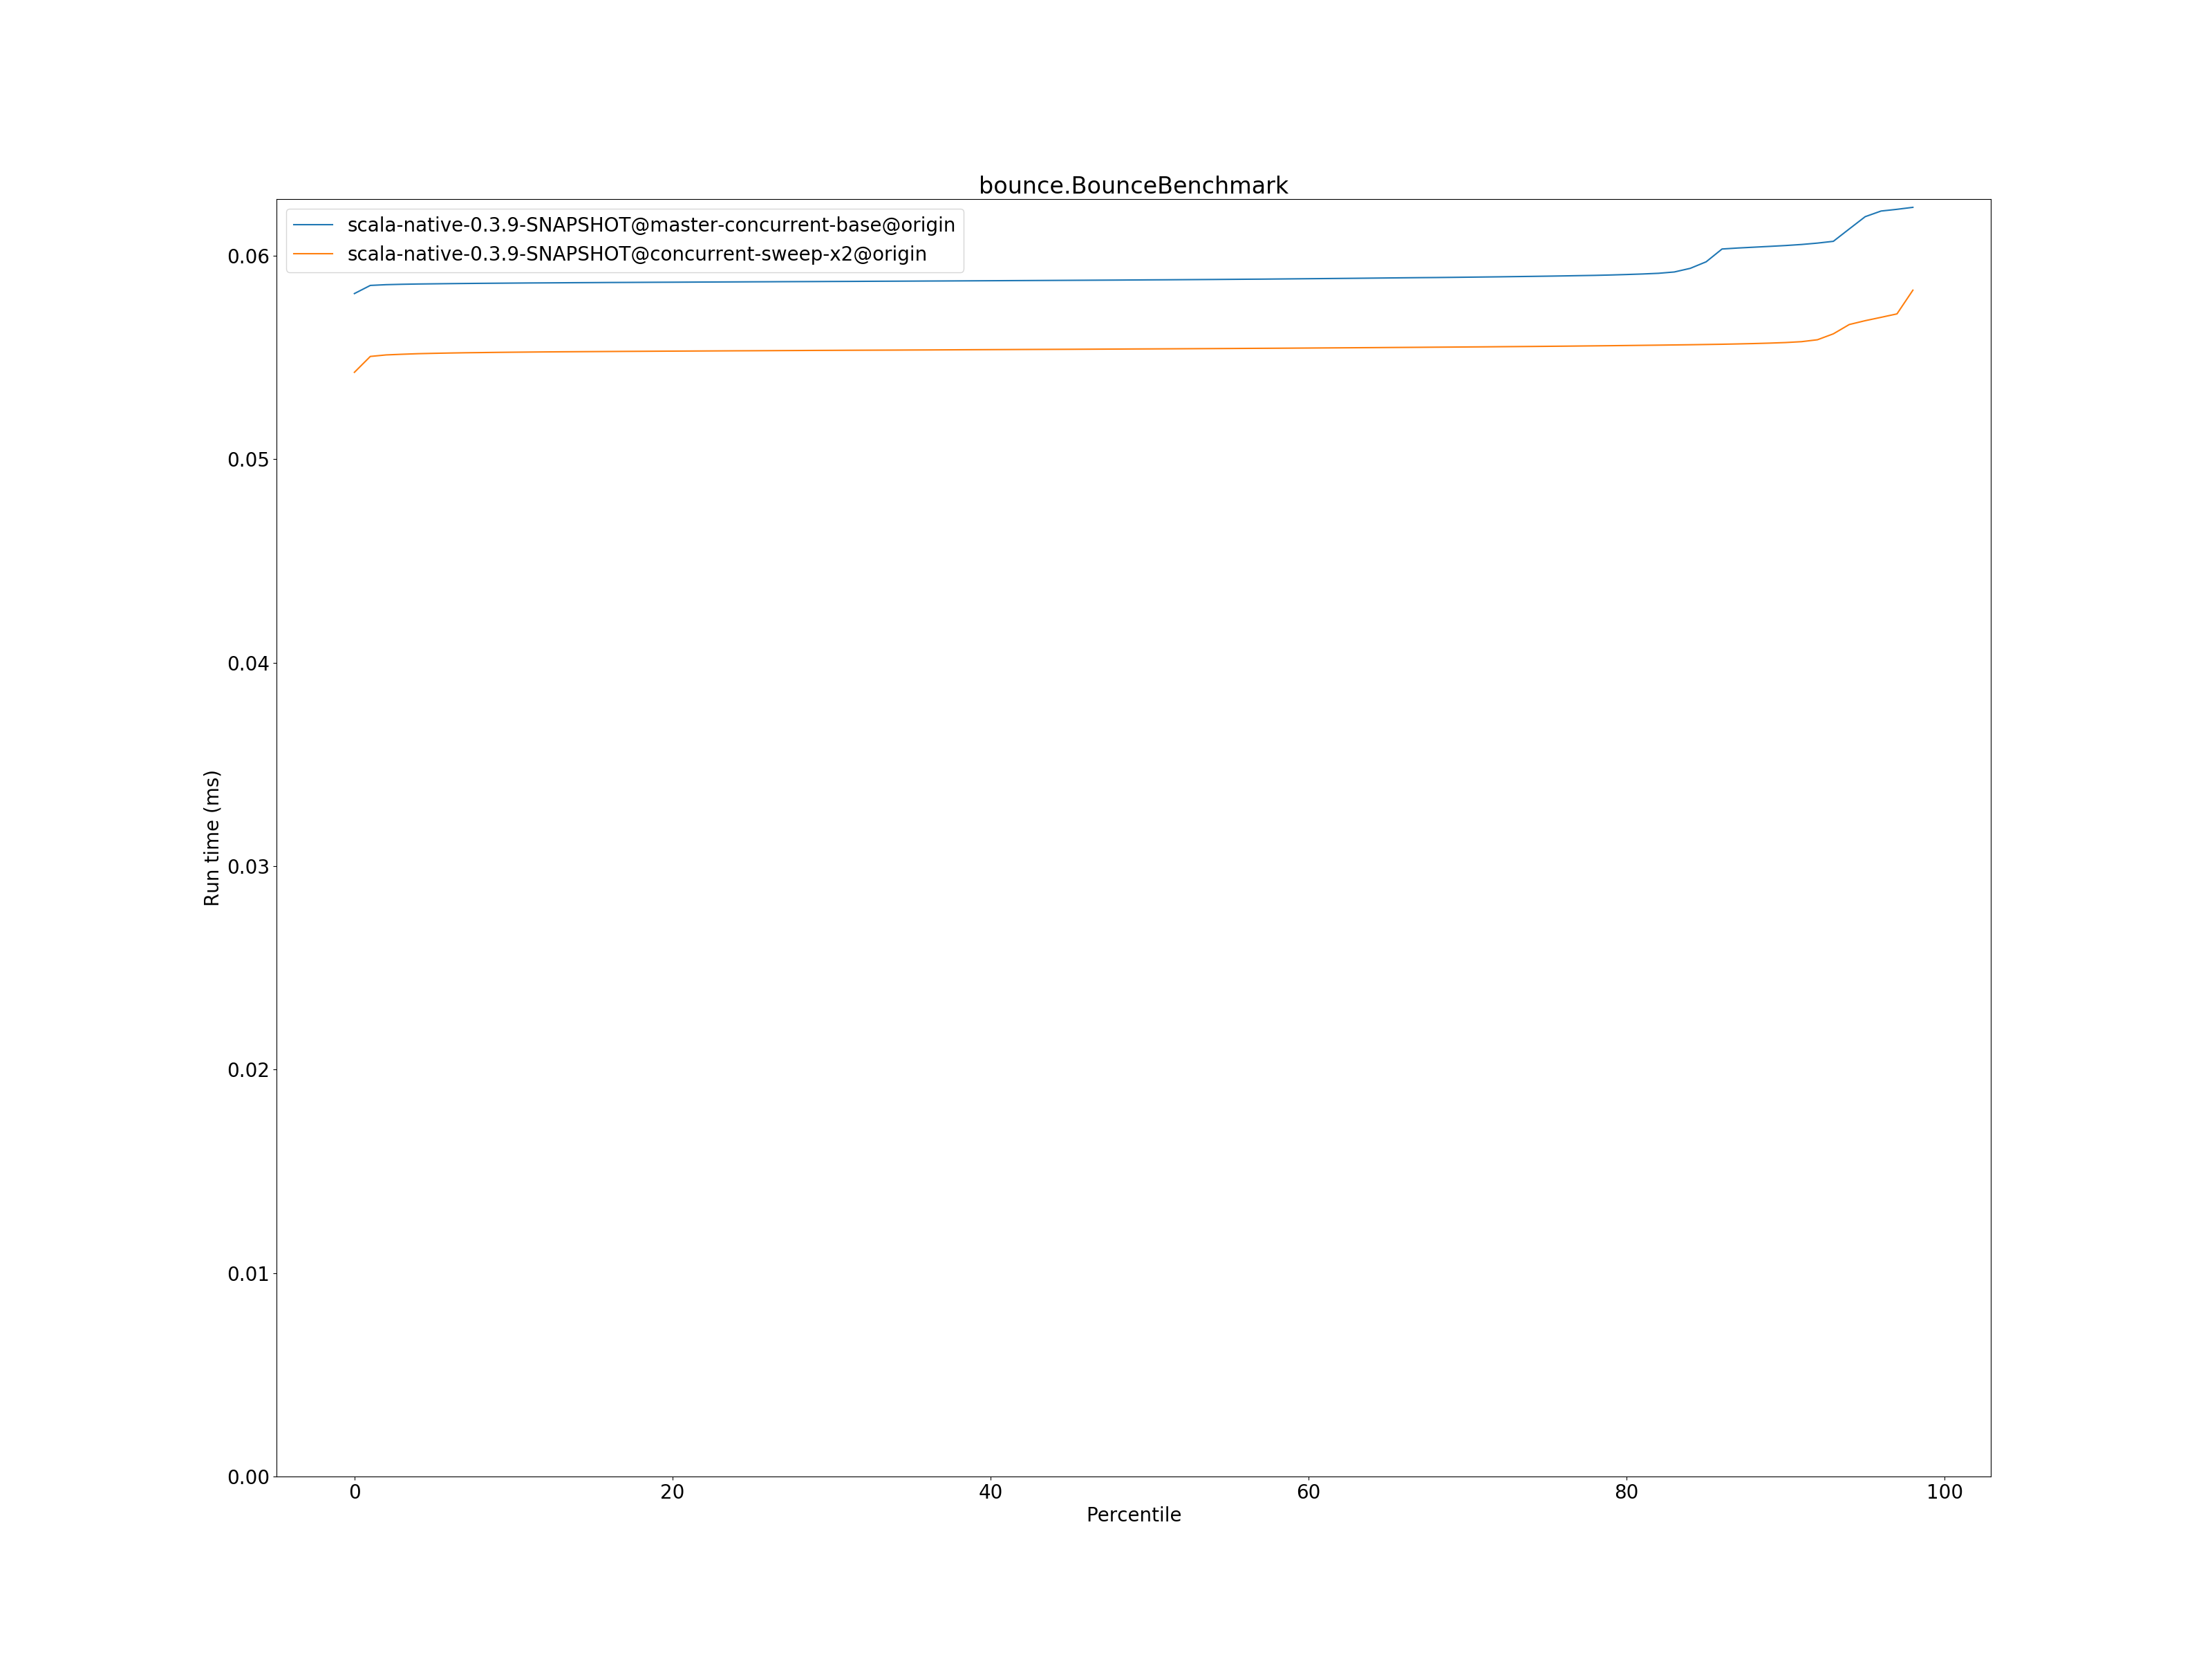 bounce.BounceBenchmark
scala-native-0.3.9-SNAPSHOT@master-concurrent-base@origin
scala-native-0.3.9-SNAPSHOT@concurrent-sweep-x2@origin
0.06
0.05
0.04
0.03
0.02
0.01
0.00
Run time (ms)
0 20 40 60 80 100
Percentile